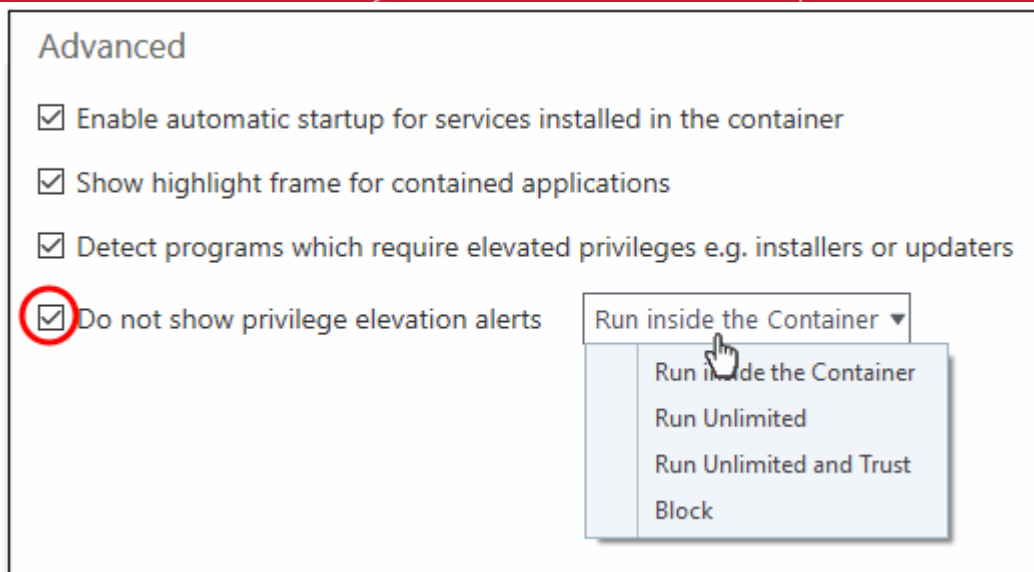 Advanced
Enable automatic startup for services installed in the container
Show highlight frame for contained applications
Detect programs which require elevated privileges e.g. installers or updaters
Do not show privilege elevation alerts Run inside the Container
Run inside the Container
Run Unlimited
Run Unlimited and Trust
Block